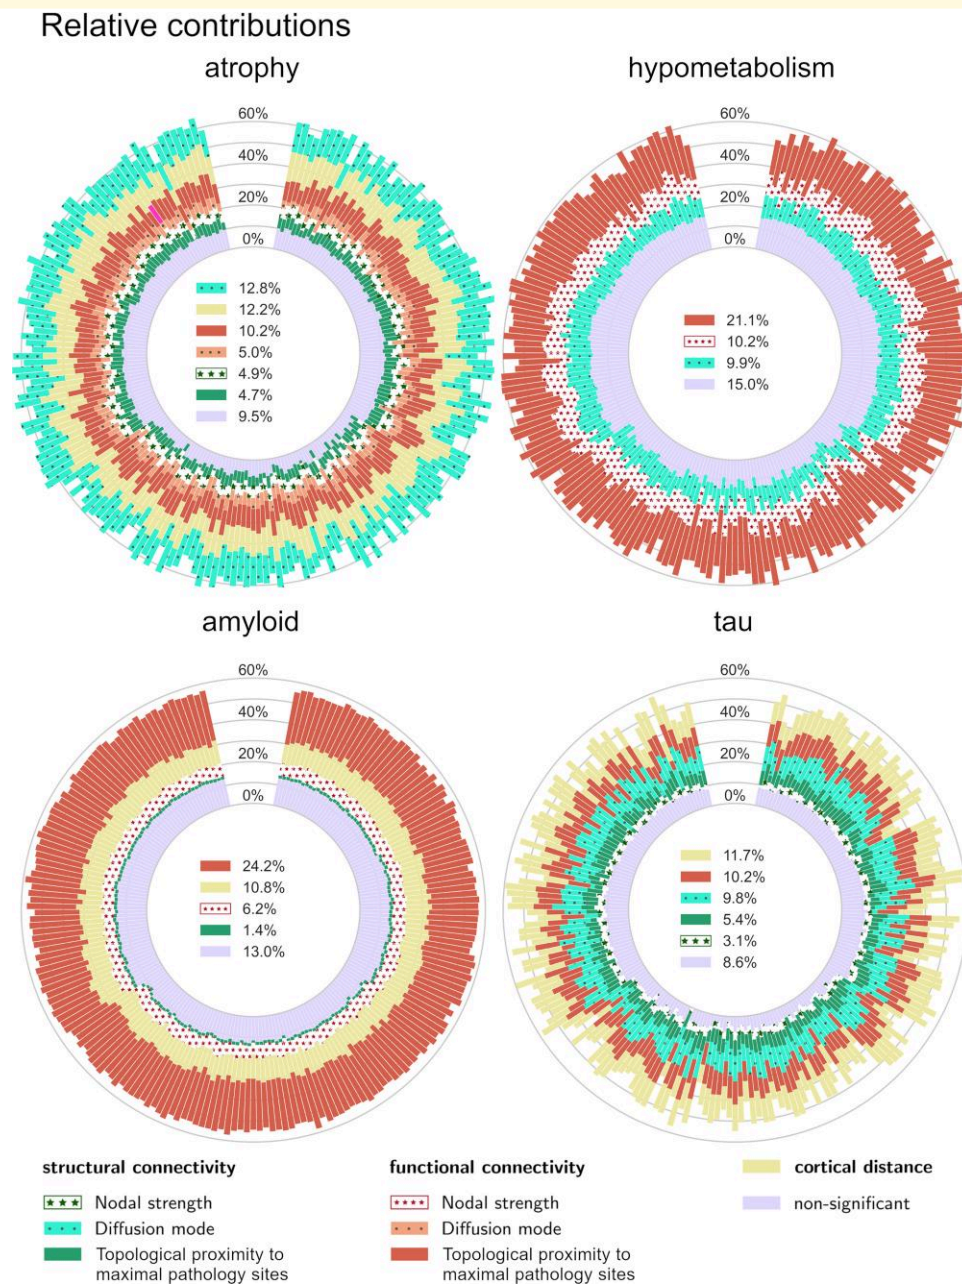 Relative contributions
atrophy
hypometabolism
60%
40%
20%
0%
12.8%
12.2%
10.2%
5.0%
4.9%
4.7%
9.5%
60%
40%
20%
0%
21.1%
10.2%
9.9%
15.0%
amyloid
tau
60%
40%
20%
0%
24.2%
10.8%
6.2%
1.4%
13.0%
60%
40%
20%
0%
11.7%
10.2%
9.8%
5.4%
3.1%
8.6%
structural connectivity
Nodal strength
Diffusion mode
Topological proximity to
maximal pathology sites
functional connectivity
Nodal strength
Diffusion mode
Topological proximity to
maximal pathology sites
cortical distance
non-significant